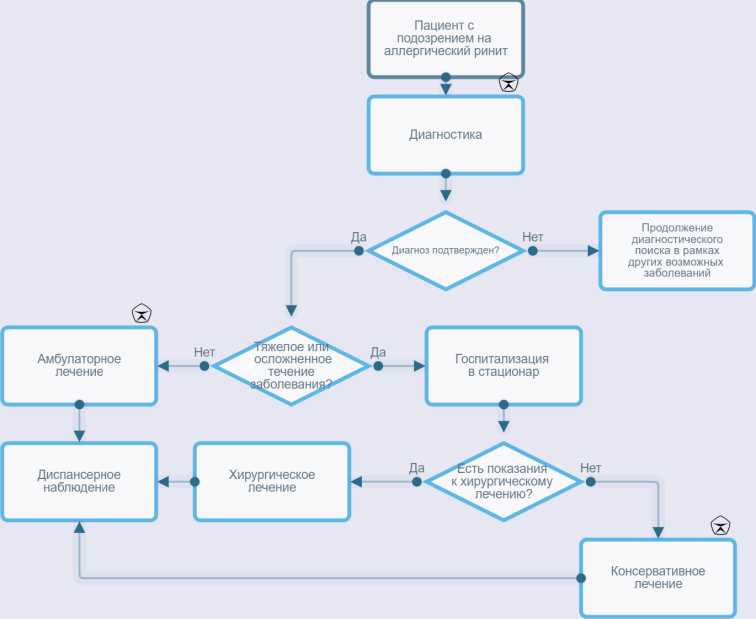 Пациент с
подозрением на
аллергический ринит
Диагностика
Да
Диагноз подтвержден?
Нет
Продолжение
диагностического
поиска в рамках
других возможных
заболеваний
Амбулаторное
лечение
Нет
Тяжелое или
осложненное
течение
заболевания?
Да
Госпитализация
в стационар
Диспансерное
наблюдение
Хирургическое
лечение
Да
Есть показания
к хирургическому
лечению?
Нет
Консервативное
лечение